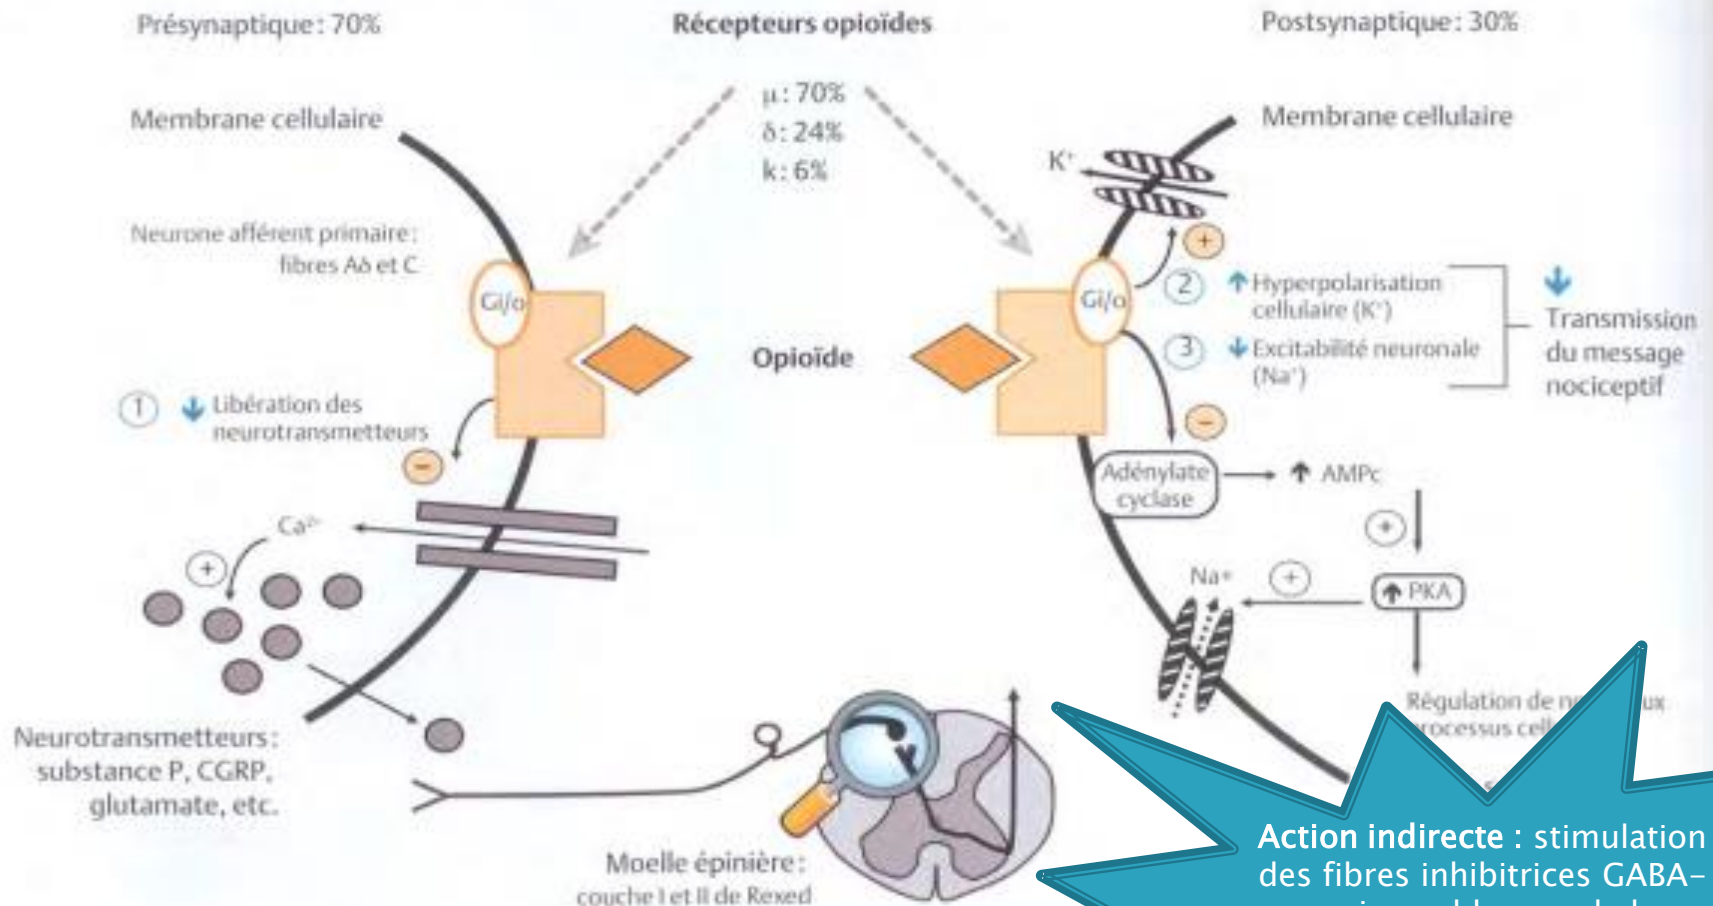 Présynaptique : 70%
Récepteurs opioïdes
Postsynaptique : 30%
μ : 70%
δ : 24%
k : 6%
Membrane cellulaire
Membrane cellulaire
K+
Neurone afférent primaire :
fibres Aδ et C
Gi/o
Gi/o
+
2 ↑ Hyperpolarisation
cellulaire (K+)
3 ↓ Excitabilité neuronale
(Na+)
↓
Transmission
du message
nociceptif
Opioïde
1 ↓ Libération des
neurotransmetteurs
−
−
Adénylate
cyclase
↑ AMPc
Ca2+
+
+
Na+
+
↑ PKA
Régulation de
processus
Neurotransmetteurs :
substance P, CGRP,
glutamate, etc.
Moelle épinière :
couche I et II de Rexed
Action indirecte : stimulation
des fibres inhibitrices GABA-